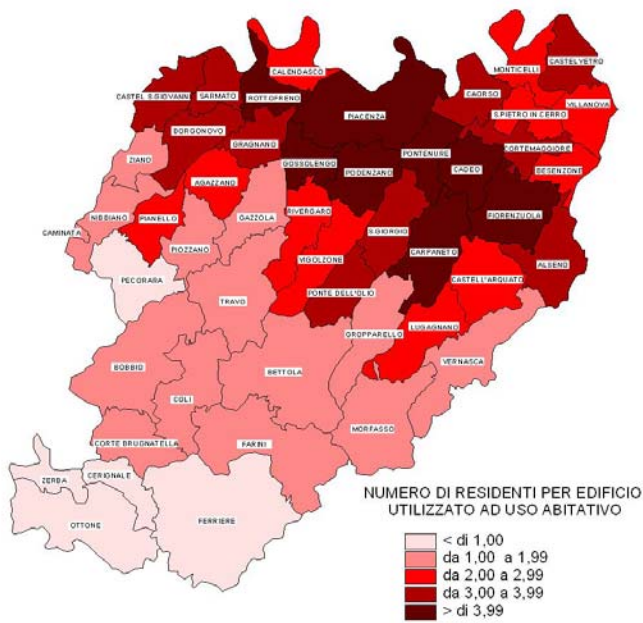 CALENDASCO
MONTICELLI
CASTELVETRO
CASTEL S.GIOVANNI
SARMATO
ROTTOFRENO
CAORSO
VILLANOVA
PIACENZA
S.PIETRO IN CERRO
BORGONOVO
GRAGNANO
CORTEMAGGIORE
ZIANO
GOSSOLENGO
PODENZANO
PONTENURE
CADEO
BESENZONE
AGAZZANO
NIBBIANO
PIANELLO
GAZZOLA
RIVERGARO
FIORENZUOLA
CAMINATA
PIOZZANO
S.GIORGIO
CARPANETO
VIGOLZONE
ALSENO
PECORARA
CASTELL'ARQUATO
TRAVO
PONTE DELL'OLIO
GROPPARELLO
LUGAGNANO
VERNASCA
BOBBIO
BETTOLA
COLI
MORFASSO
CORTE BRUGNATELLA
FARINI
ZERBA
CERIGNALE
OTTONE
FERRIERE
NUMERO DI RESIDENTI PER EDIFICIO
UTILIZZATO AD USO ABITATIVO
< di 1,00
da 1,00 a 1,99
da 2,00 a 2,99
da 3,00 a 3,99
> di 3,99